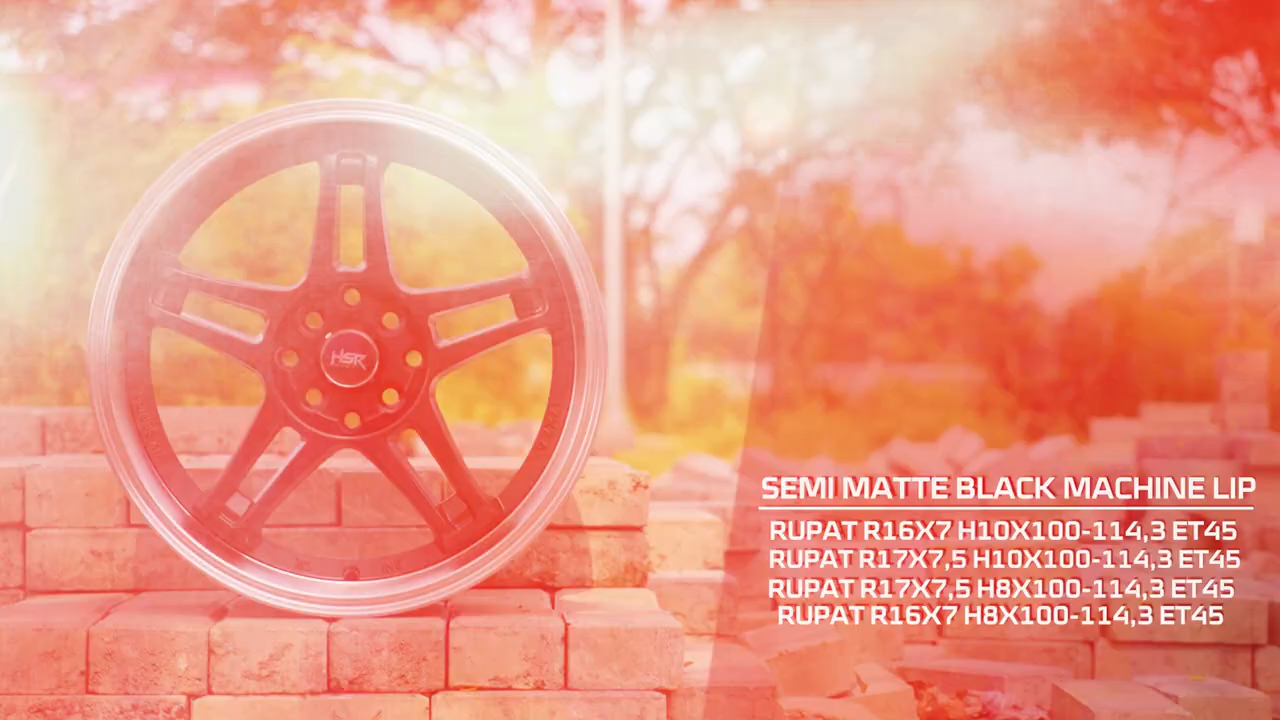 HSR
SEMI MATTE BLACK MACHINE LIP
RUPAT R16X7 H10X100-114,3 ET45
RUPAT R17X7,5 H10X100-114,3 ET45
RUPAT R17X7,5 H8X100-114,3 ET45
RUPAT R16X7 H8X100-114,3 ET45